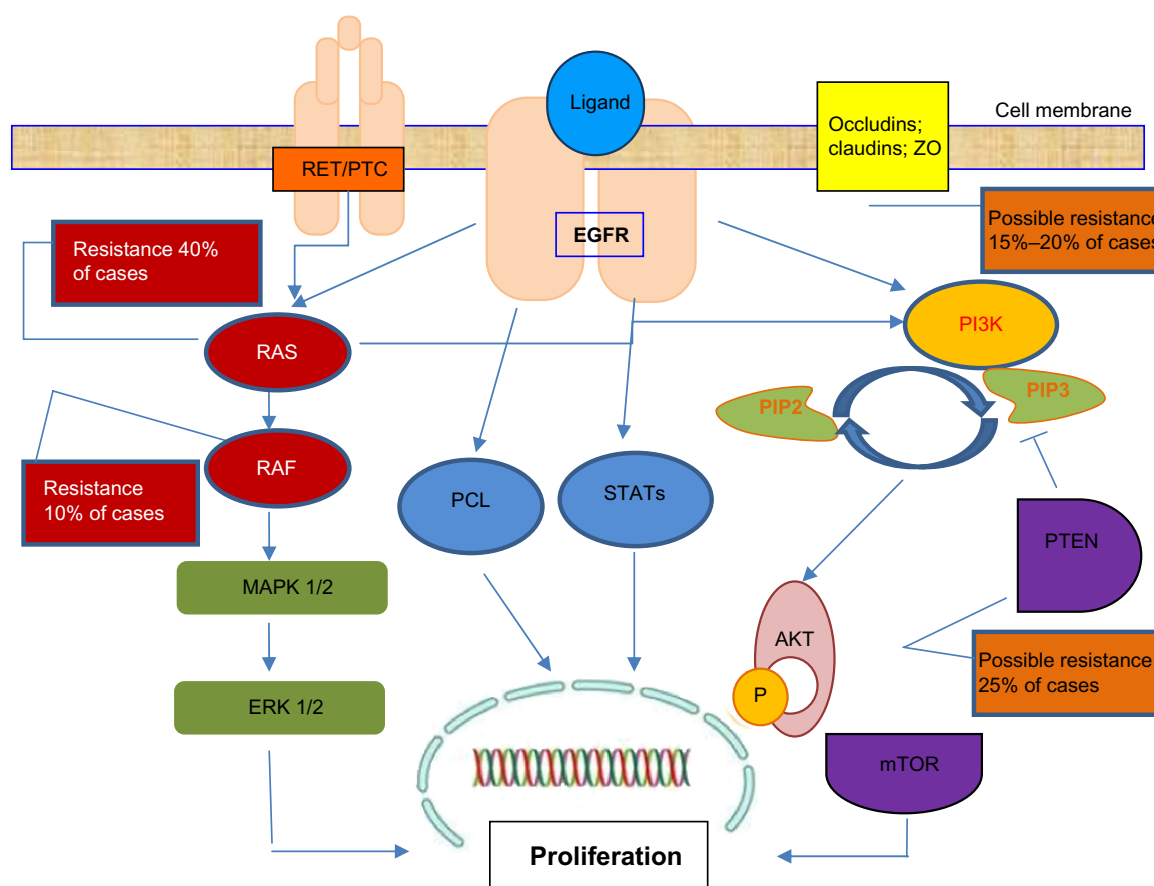 Ligand
Cell membrane
Occludins;
claudins; ZO
RET/PTC
EGFR
Possible resistance
15%–20% of cases
Resistance 40%
of cases
RAS
PI3K
PIP2
PIP3
RAF
Resistance
10% of cases
PCL
STATs
PTEN
MAPK 1/2
AKT
P
Possible resistance
25% of cases
ERK 1/2
mTOR
Proliferation